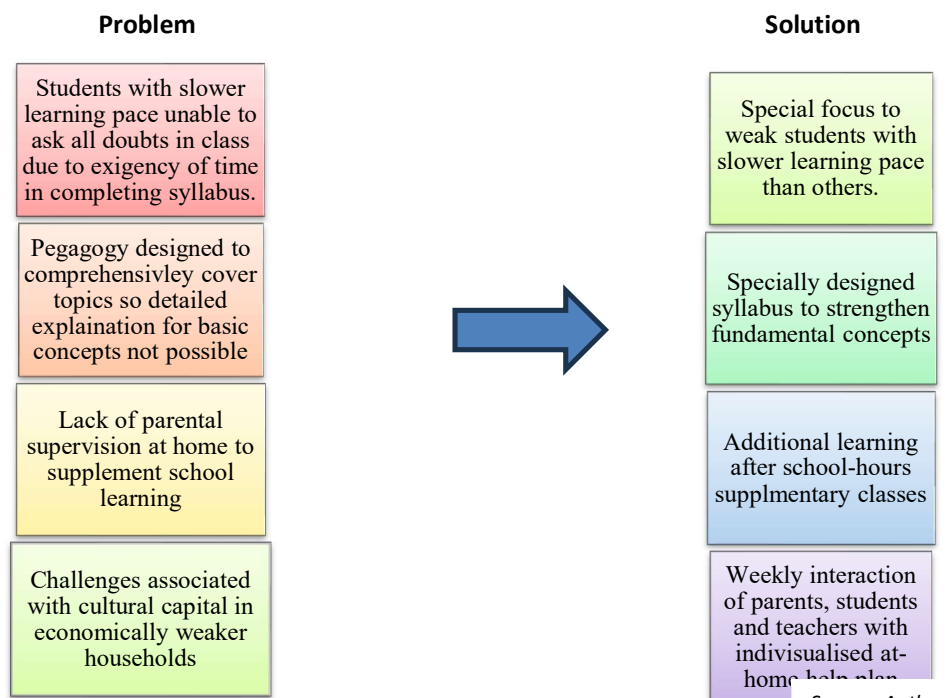 Problem
Students with slower
learning pace unable to
ask all doubts in class
due to exigency of time
in completing syllabus.
Pegagogy designed to
comprehensivley cover
topics so detailed
explaination for basic
concepts not possible
Lack of parental
supervision at home to
supplement school
learning
Challenges associated
with cultural capital in
economically weaker
households
Solution
Special focus to
weak students with
slower learning pace
than others.
Specially designed
syllabus to strengthen
fundamental concepts
Additional learning
after school-hours
supplmentary classes
Weekly interaction
of parents, students
and teachers with
indivisualised at-
home help plan